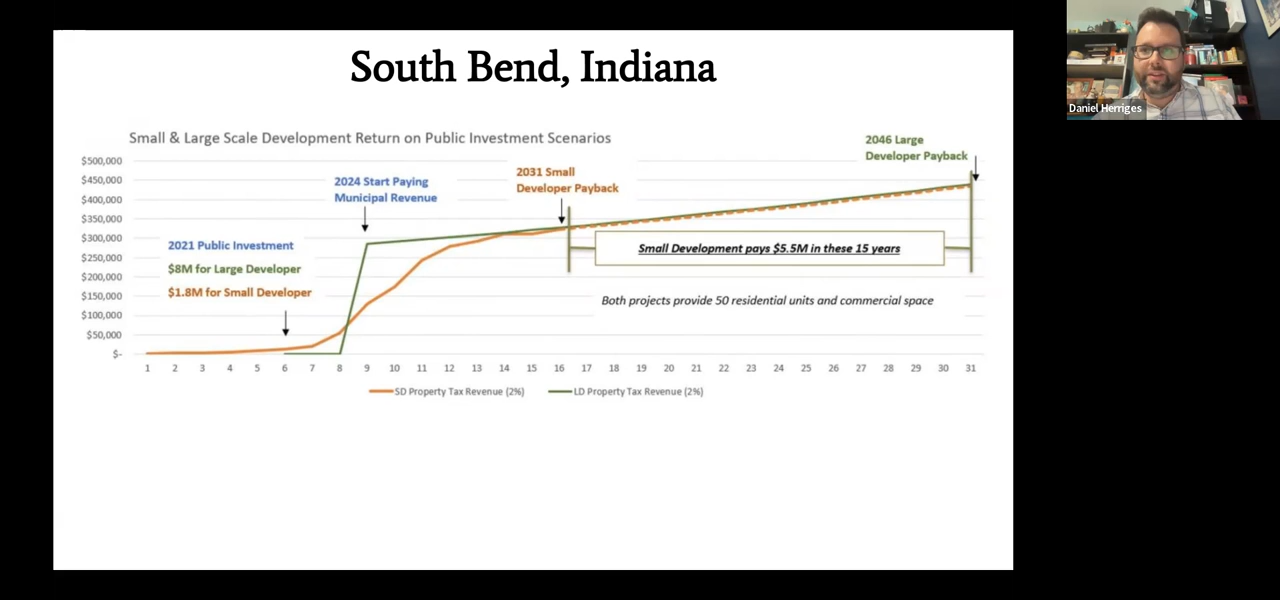 South Bend, Indiana
Daniel Herriges
Small & Large Scale Development Return on Public Investment Scenarios
$500,000
$450,000
$400,000
$350,000
$300,000
$250,000
$200,000
$150,000
$100,000
$50,000
$-
2021 Public Investment
$8M for Large Developer
$1.8M for Small Developer
2024 Start Paying
Municipal Revenue
2031 Small
Developer Payback
2046 Large
Developer Payback
Small Development pays $5.5M in these 15 years
Both projects provide 50 residential units and commercial space
1 2 3 4 5 6 7 8 9 10 11 12 13 14 15 16 17 18 19 20 21 22 23 24 25 26 27 28 29 30 31
SD Property Tax Revenue (2%) LD Property Tax Revenue (2%)